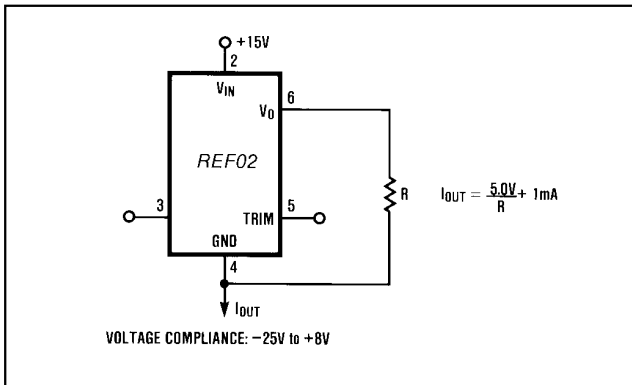 +15V
2
VIN
6
VO
REF02
R
IOUT = 5.0V/R + 1mA
3
5
TRIM
GND
4
IOUT
VOLTAGE COMPLIANCE: −25V to +8V